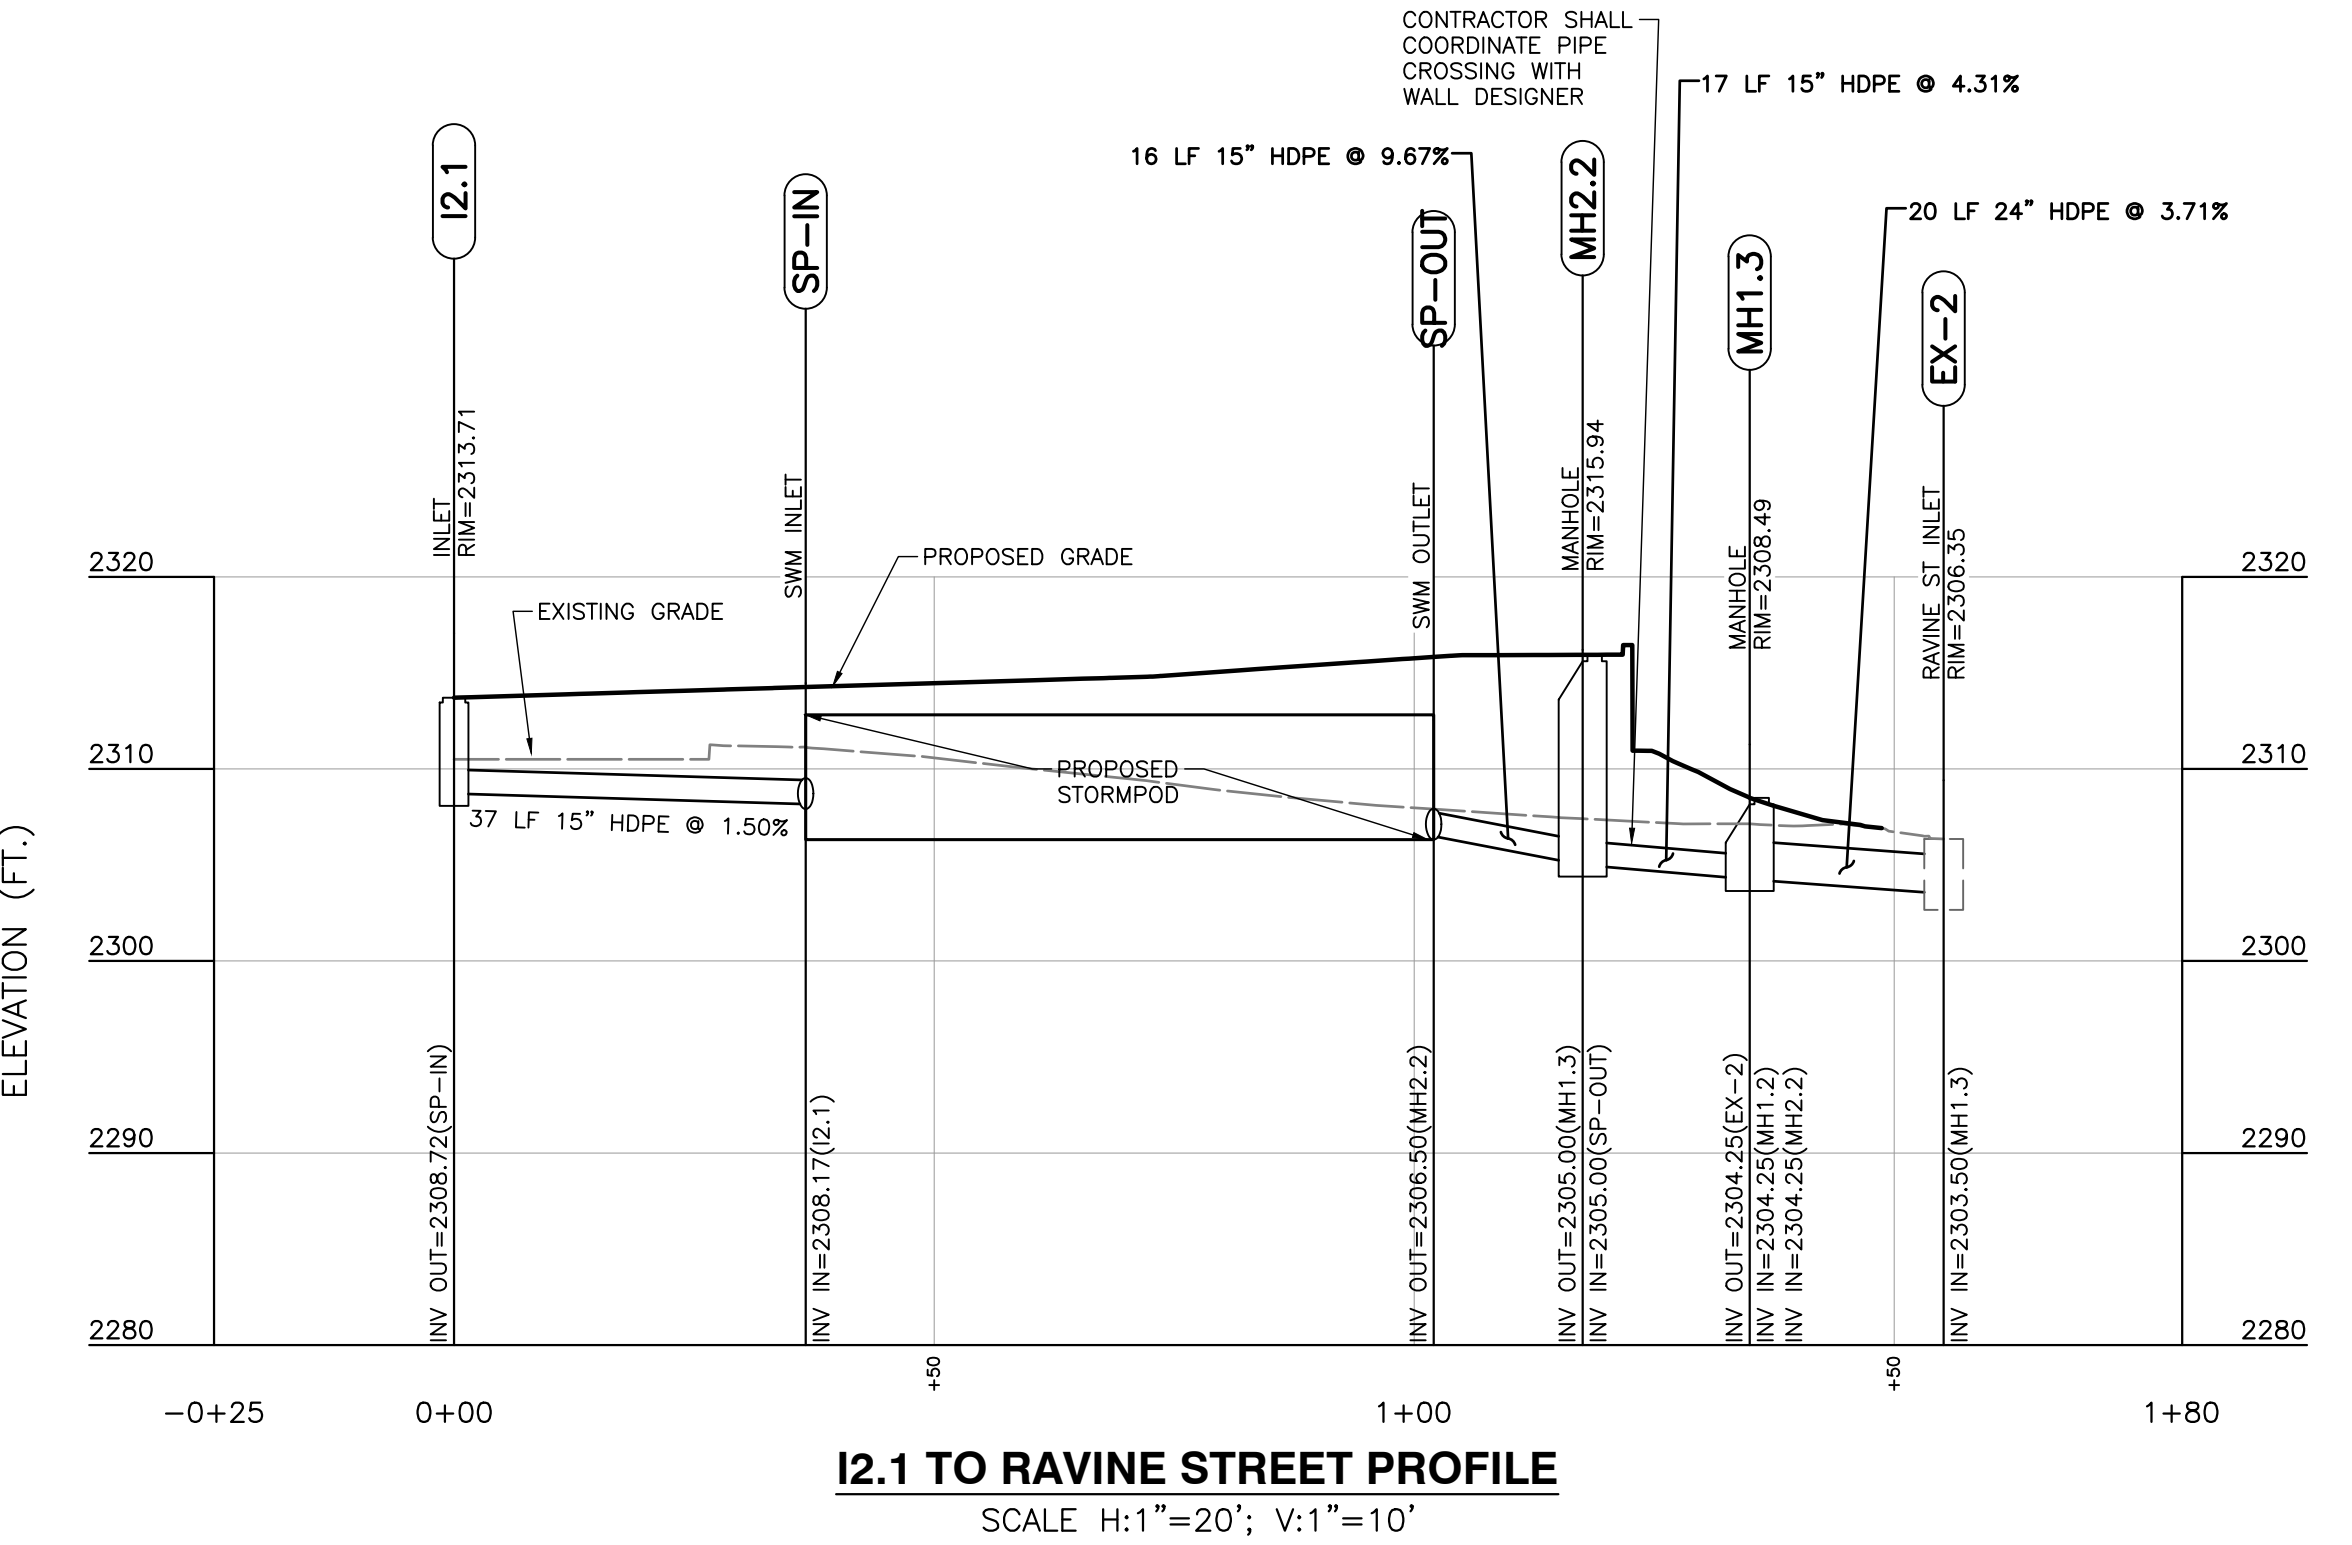 CONTRACTOR SHALL
COORDINATE PIPE
CROSSING WITH
WALL DESIGNER
17 LF 15” HDPE @ 4.31%
16 LF 15” HDPE @ 9.67%
20 LF 24” HDPE @ 3.71%
I2.1
SP-IN
SP-OUT
MH2.2
MH1.3
EX-2
INLET
RIM=2313.71
SWM INLET
SWM OUTLET
MANHOLE
RIM=2315.94
MANHOLE
RIM=2308.49
RAVINE ST INLET
RIM=2306.35
PROPOSED GRADE
EXISTING GRADE
PROPOSED
STORMPOD
37 LF 15” HDPE @ 1.50%
ELEVATION (FT.)
2320
2310
2300
2290
2280
2320
2310
2300
2290
2280
INV OUT=2308.72(SP-IN)
INV IN=2308.17(I2.1)
INV OUT=2306.50(MH2.2)
INV OUT=2305.00(MH1.3)
INV IN=2305.00(SP-OUT)
INV OUT=2304.25(EX-2)
INV IN=2304.25(MH1.2)
INV IN=2304.25(MH2.2)
INV IN=2303.50(MH1.3)
+50
+50
-0+25
0+00
1+00
1+80
I2.1 TO RAVINE STREET PROFILE
SCALE H:1”=20’; V:1”=10’